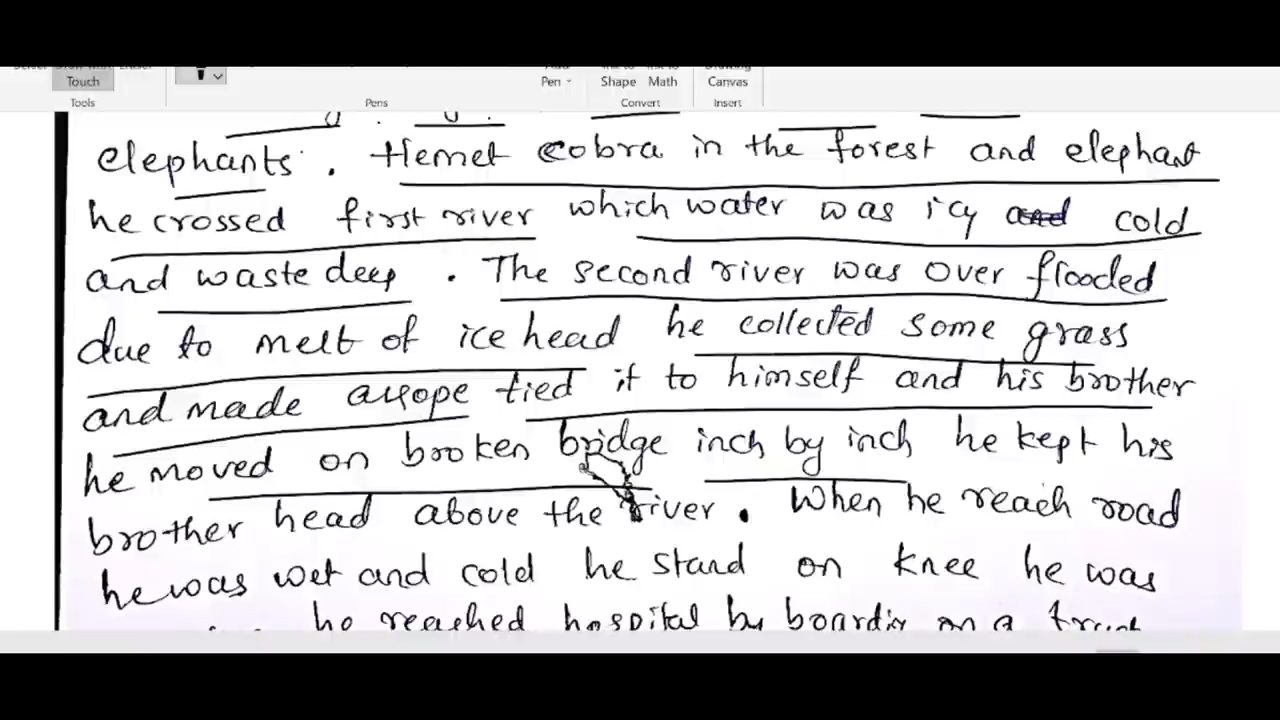 Touch
Pen
Shape
Math
Canvas
Tools
Pens
Convert
Insert
elephants. He met cobra in the forest and elephant
he crossed first river which water was icy and cold
and waste deep. The second river was over flooded
due to melt of ice head he collected some grass
and made a rope tied it to himself and his brother
he moved on broken bridge inch by inch he kept his
brother head above the river. When he reach road
he was wet and cold he stand on knee he was
he reached hospital by boarding on a truck